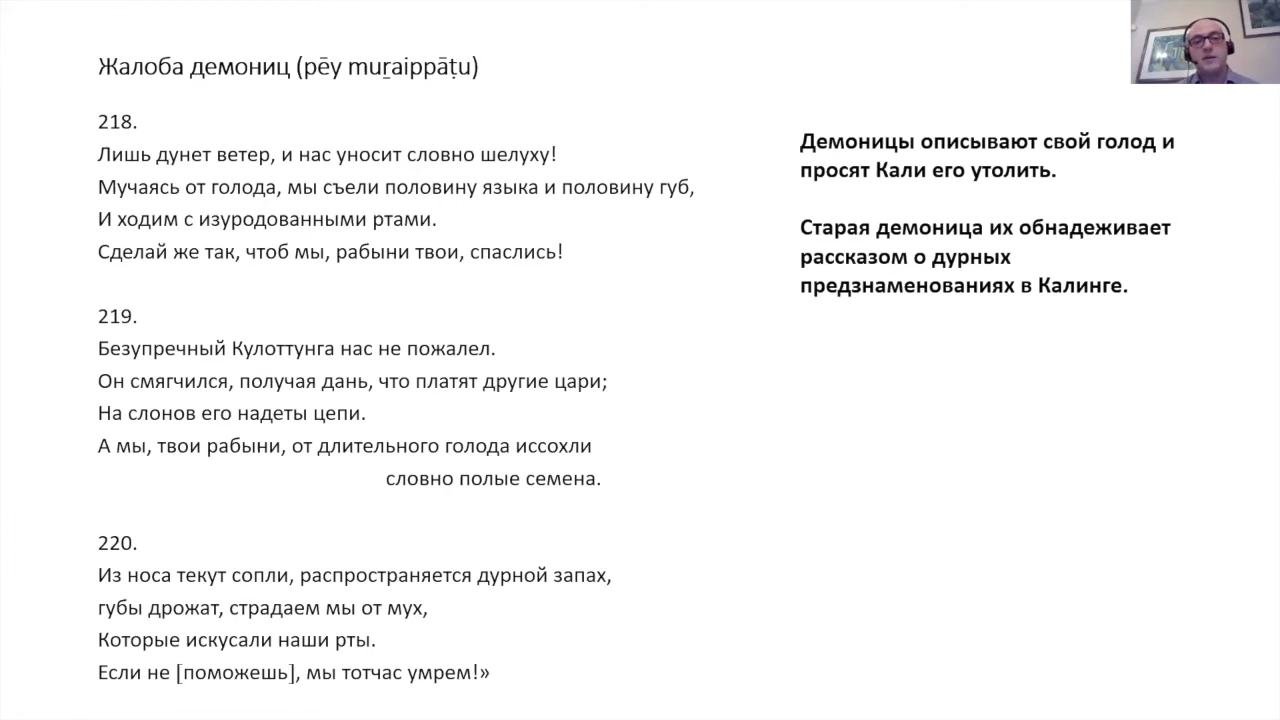 Жалоба демониц (pēy muṟaippāṭu)
218.
Лишь дунет ветер, и нас уносит словно шелуху!
Мучаясь от голода, мы съели половину языка и половину губ,
И ходим с изуродованными ртами.
Сделай же так, чтоб мы, рабыни твои, спаслись!
219.
Безупречный Кулоттунга нас не пожалел.
Он смягчился, получая дань, что платят другие цари;
На слонов его надеты цепи.
А мы, твои рабыни, от длительного голода иссохли
словно полые семена.
220.
Из носа текут сопли, распространяется дурной запах,
губы дрожат, страдаем мы от мух,
Которые искусали наши рты.
Если не [поможешь], мы тотчас умрем!»
Демоницы описывают свой голод и
просят Кали его утолить.
Старая демоница их обнадеживает
рассказом о дурных
предзнаменованиях в Калинге.